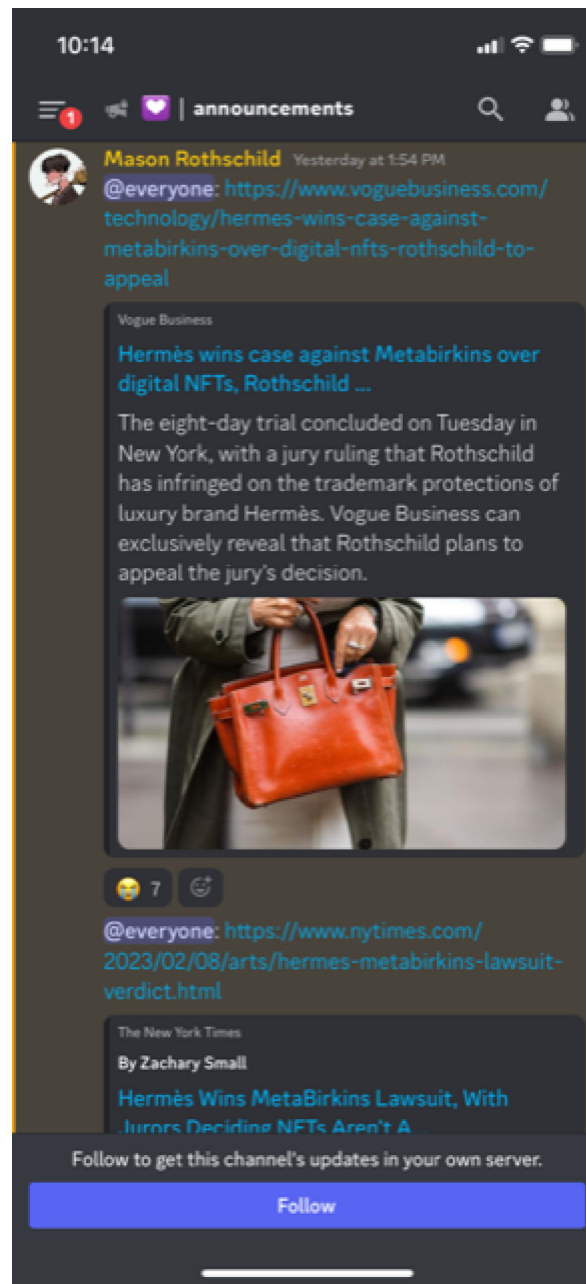 10:14
1
| announcements
Mason Rothschild Yesterday at 1:54 PM
@everyone: https://www.voguebusiness.com/
technology/hermes-wins-case-against-
metabirkins-over-digital-nfts-rothschild-to-
appeal
Vogue Business
Hermès wins case against Metabirkins over
digital NFTs, Rothschild ...
The eight-day trial concluded on Tuesday in
New York, with a jury ruling that Rothschild
has infringed on the trademark protections of
luxury brand Hermès. Vogue Business can
exclusively reveal that Rothschild plans to
appeal the jury's decision.
7
@everyone: https://www.nytimes.com/
2023/02/08/arts/hermes-metabirkins-lawsuit-
verdict.html
The New York Times
By Zachary Small
Hermès Wins MetaBirkins Lawsuit, With
Jurors Deciding NFTs Aren't A...
Follow to get this channel's updates in your own server.
Follow